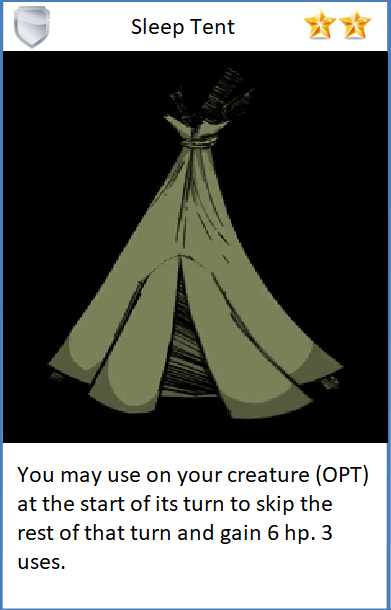 Sleep Tent
You may use on your creature (OPT)
at the start of its turn to skip the
rest of that turn and gain 6 hp. 3
uses.